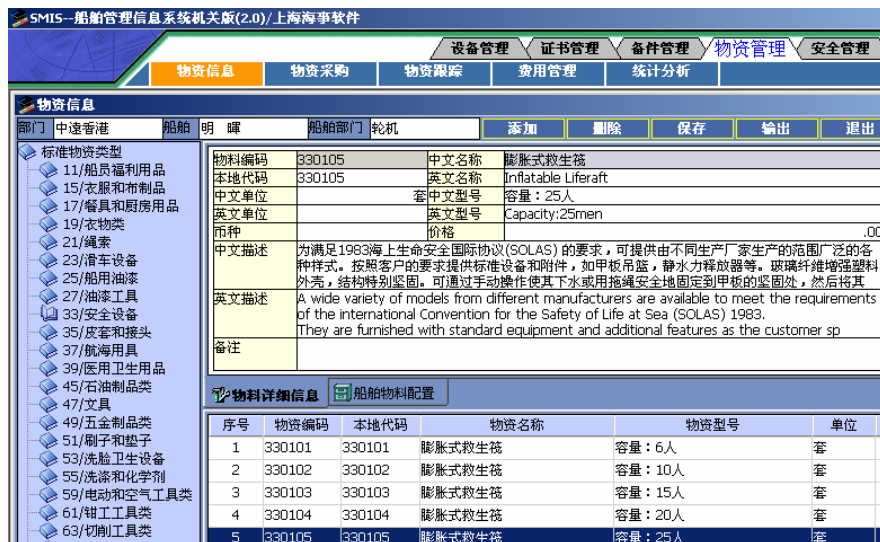 SMIS--船舶管理信息系统机关版(2.0)/上海海事软件
设备管理 证书管理 备件管理 物资管理 安全管理
物资信息 物资采购 物资跟踪 费用管理 统计分析
物资信息
部门 中遠香港 船舶 明 暉 船舶部门 轮机 添加 删除 保存 输出 退出
标准物资类型
11/船员福利用品
15/衣服和布制品
17/餐具和厨房用品
19/衣物类
21/绳索
23/滑车设备
25/船用油漆
27/油漆工具
33/安全设备
35/皮套和接头
37/航海用具
39/医用卫生用品
45/石油制品类
47/文具
49/五金制品类
51/刷子和垫子
53/洗脸卫生设备
55/洗涤和化学剂
59/电动和空气工具类
61/钳工工具类
63/切削工具类
物料编码 330105 中文名称 膨胀式救生筏
本地代码 330105 英文名称 Inflatable Liferaft
中文单位 套 中文型号 容量：25人
英文单位 英文型号 Capacity:25men
币种 价格 .00
中文描述 为满足1983海上生命安全国际协议(SOLAS) 的要求，可提供由不同生产厂家生产的范围广泛的各
种样式。按照客户的要求提供标准设备和附件，如甲板吊篮，静水力释放器等。玻璃纤维增强塑料
外壳，结构特别坚固。可通过手动操作使其下水或用拖绳安全地固定到甲板的坚固处，然后将其
英文描述 A wide variety of models from different manufacturers are available to meet the requirements
of the international Convention for the Safety of Life at Sea (SOLAS) 1983.
They are furnished with standard equipment and additional features as the customer sp
备注
物料详细信息 船舶物料配置
序号 物资编码 本地代码 物资名称 物资型号 单位
1 330101 330101 膨胀式救生筏 容量：6人 套
2 330102 330102 膨胀式救生筏 容量：10人 套
3 330103 330103 膨胀式救生筏 容量：15人 套
4 330104 330104 膨胀式救生筏 容量：20人 套
5 330105 330105 膨胀式救生筏 容量：25人 套